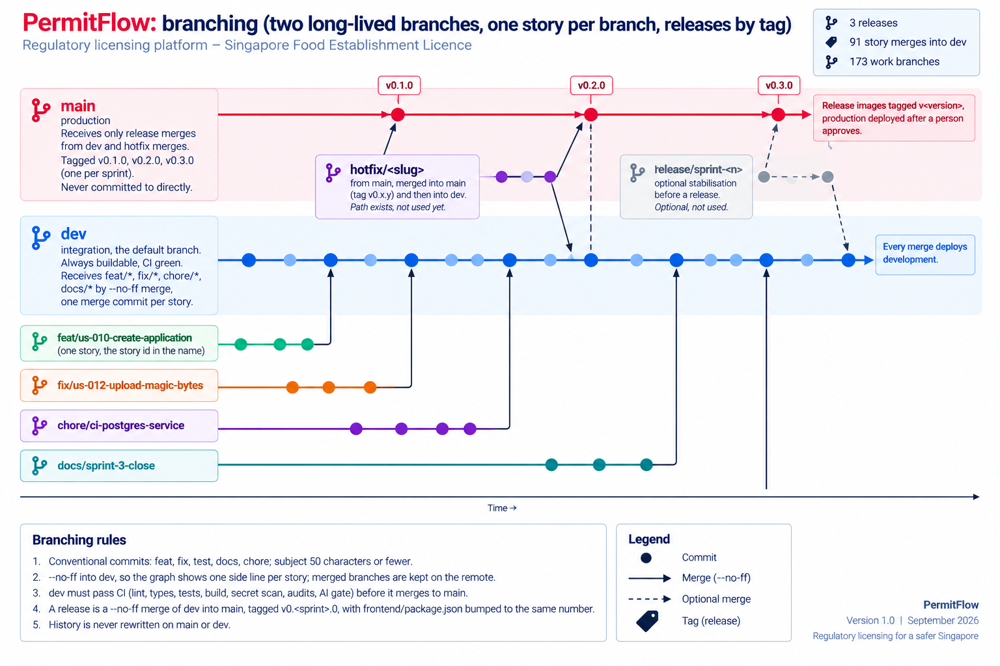 PermitFlow: branching (two long-lived branches, one story per branch, releases by tag)
Regulatory licensing platform – Singapore Food Establishment Licence
3 releases
91 story merges into dev
173 work branches
v0.1.0
v0.2.0
v0.3.0
main
production
Receives only release merges
from dev and hotfix merges.
Tagged v0.1.0, v0.2.0, v0.3.0
(one per sprint).
Never committed to directly.
Release images tagged v<version>,
production deployed after a person
approves.
hotfix/<slug>
from main, merged into main
(tag v0.x.y) and then into dev.
Path exists, not used yet.
release/sprint-<n>
optional stabilisation
before a release.
Optional, not used.
dev
integration, the default branch.
Always buildable, CI green.
Receives feat/*, fix/*, chore/*,
docs/* by --no-ff merge,
one merge commit per story.
Every merge deploys
development.
feat/us-010-create-application
(one story, the story id in the name)
fix/us-012-upload-magic-bytes
chore/ci-postgres-service
docs/sprint-3-close
Time →
Branching rules
1. Conventional commits: feat, fix, test, docs, chore; subject 50 characters or fewer.
2. --no-ff into dev, so the graph shows one side line per story; merged branches are kept on the remote.
3. dev must pass CI (lint, types, tests, build, secret scan, audits, AI gate) before it merges to main.
4. A release is a --no-ff merge of dev into main, tagged v0.<sprint>.0, with frontend/package.json bumped to the same number.
5. History is never rewritten on main or dev.
Legend
Commit
Merge (--no-ff)
Optional merge
Tag (release)
PermitFlow
Version 1.0 | September 2026
Regulatory licensing for a safer Singapore